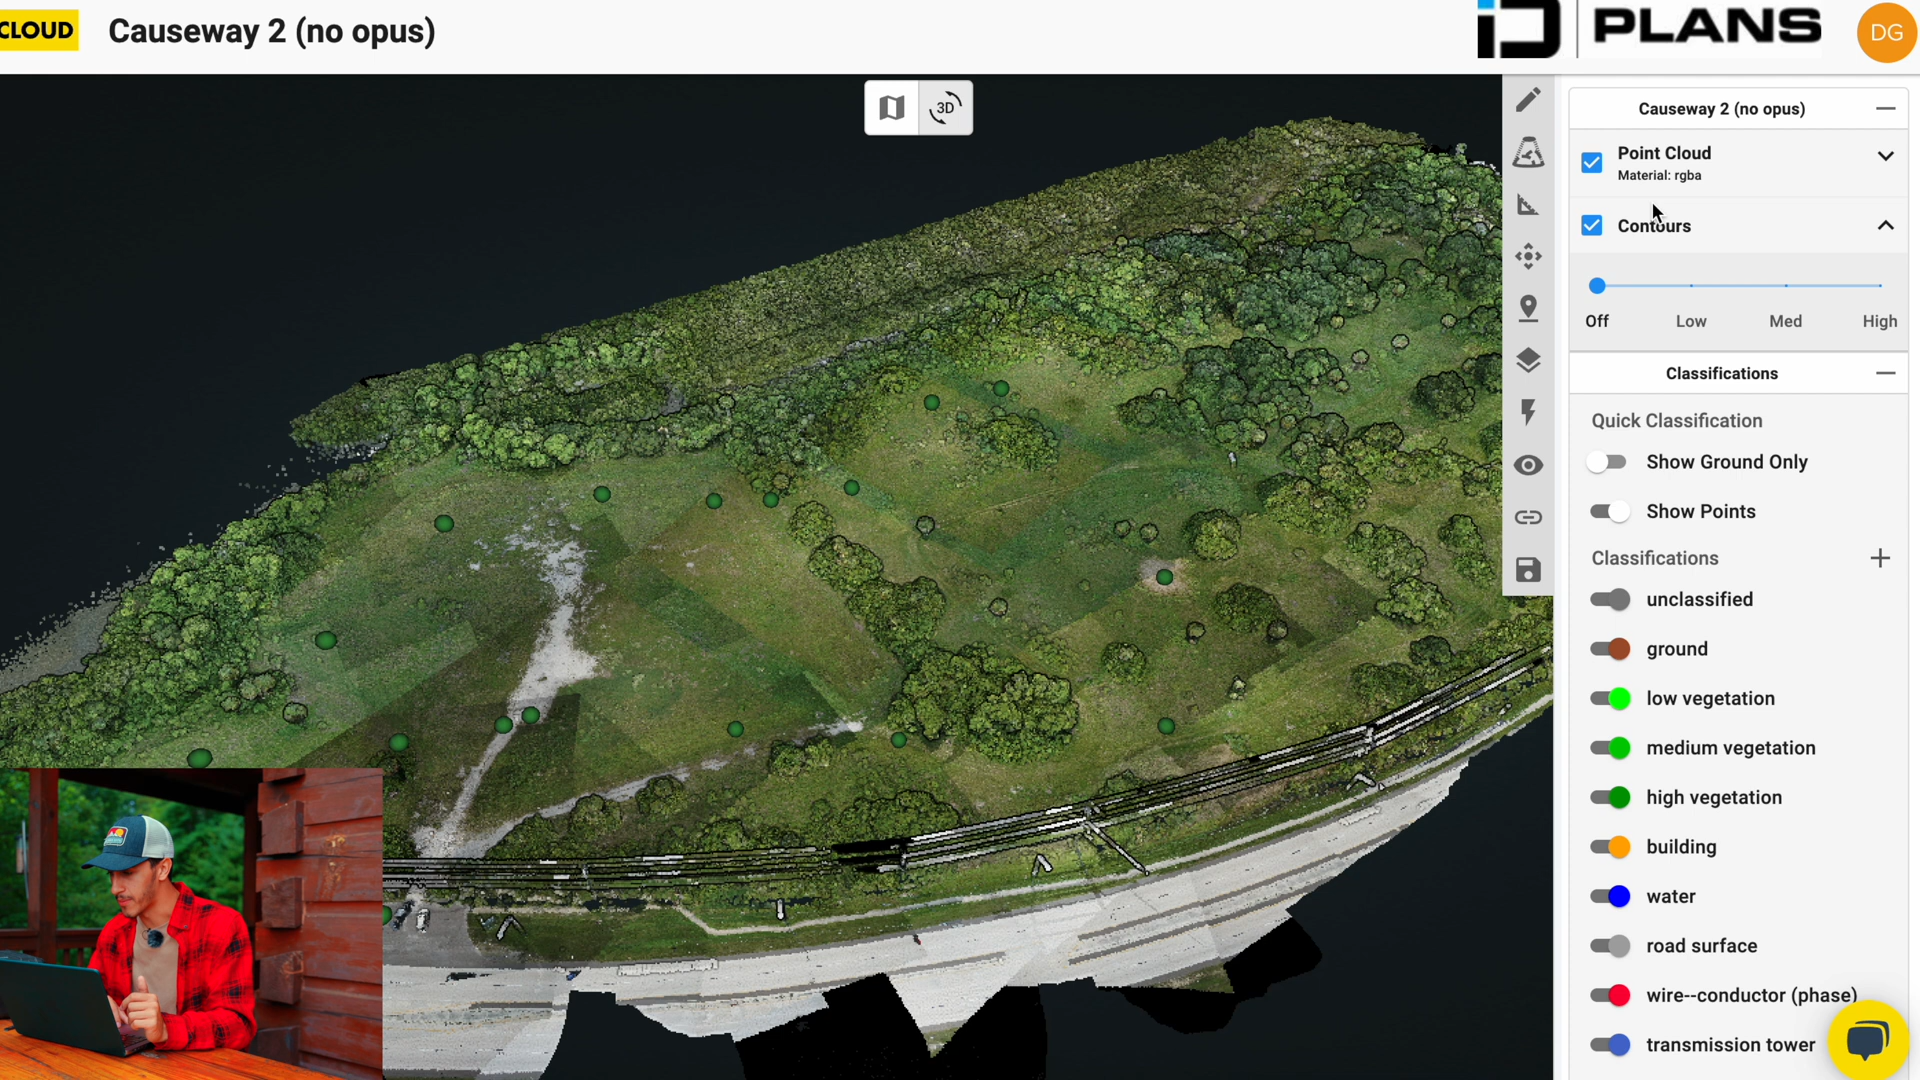 CLOUD
Causeway 2 (no opus)
PLANS
DG
3D
Causeway 2 (no opus)
Point Cloud
Material: rgba
Contours
Off Low Med High
Classifications
Quick Classification
Show Ground Only
Show Points
Classifications
unclassified
ground
low vegetation
medium vegetation
high vegetation
building
water
road surface
wire--conductor (phase)
transmission tower